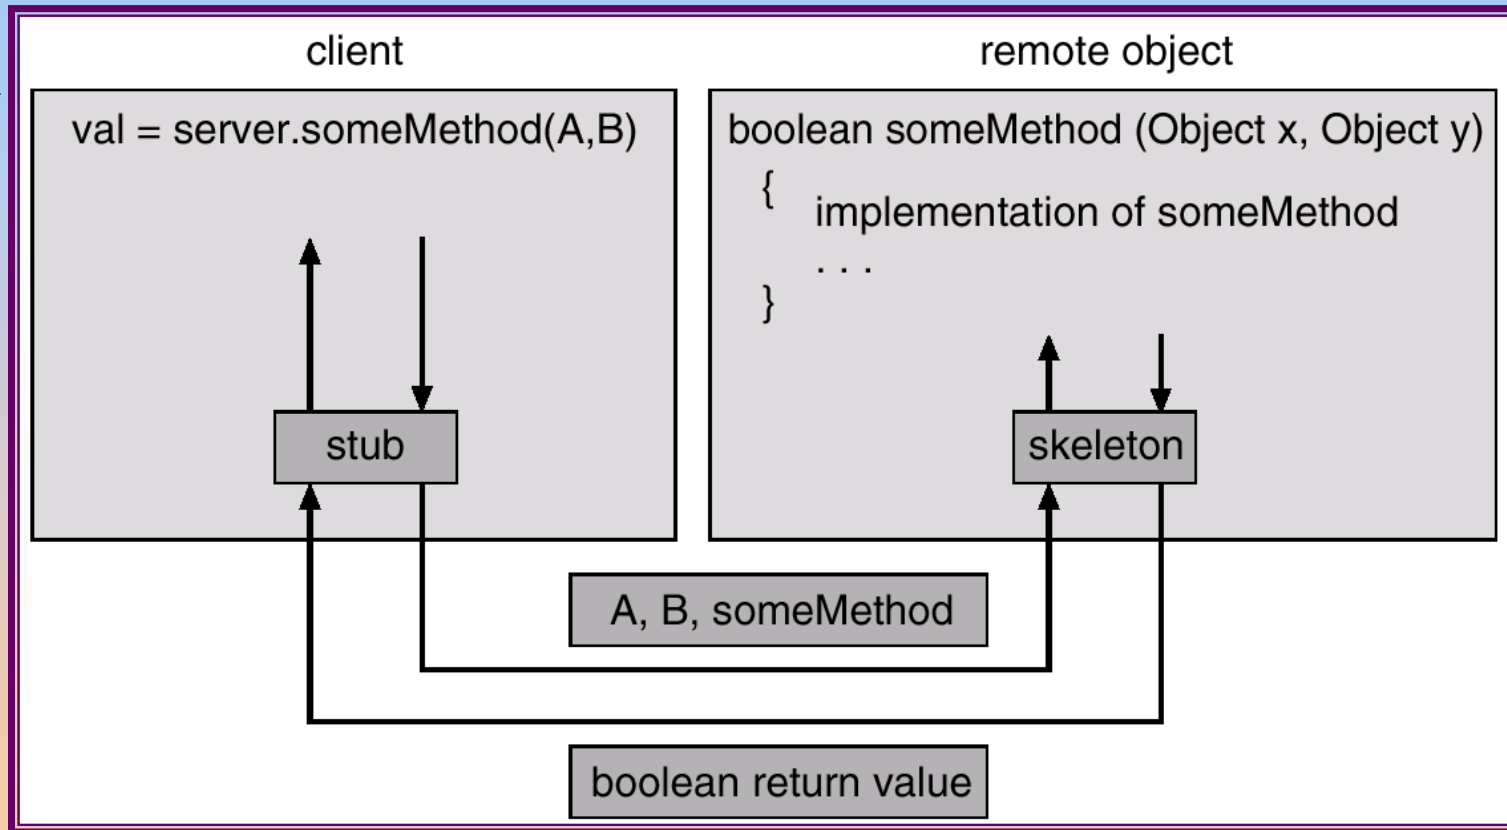 client
val = server.someMethod(A,B)
stub
remote object
boolean someMethod (Object x, Object y)
{
implementation of someMethod
. . .
}
skeleton
A, B, someMethod
boolean return value